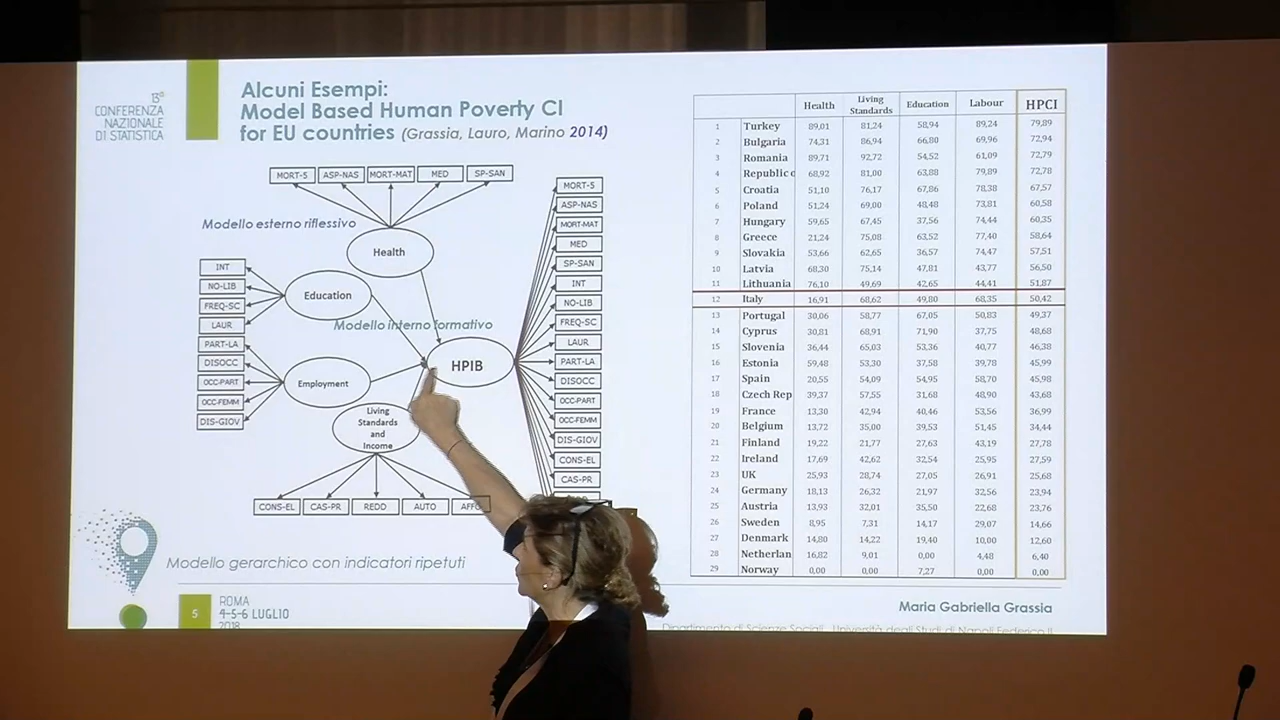 13ª
CONFERENZA
NAZIONALE
DI STATISTICA
Alcuni Esempi:
Model Based Human Poverty CI
for EU countries (Grassia, Lauro, Marino 2014)
MORT-5 ASP-NAS MORT-MAT MED SP-SAN
Modello esterno riflessivo
Health
INT
NO-LIB
FREQ-SC
LAUR
Education
Modello interno formativo
PART-LA
DISOCC
OCC-PART
OCC-FEMM
DIS-GIOV
Employment
HPIB
Living
Standards
and
Income
CONS-EL CAS-PR REDD AUTO
MORT-5
ASP-NAS
MORT-MAT
MED
SP-SAN
INT
NO-LIB
FREQ-SC
LAUR
PART-LA
DISOCC
OCC-PART
OCC-FEMM
DIS-GIOV
CONS-EL
CAS-PR
Modello gerarchico con indicatori ripetuti
Health Living Standards Education Labour HPCI
1 Turkey 89,01 81,24 58,94 89,24 79,89
2 Bulgaria 74,31 86,94 66,80 69,96 72,94
3 Romania 89,71 92,72 54,52 61,09 72,79
4 Republic 68,92 81,00 63,88 79,89 72,78
5 Croatia 51,10 76,17 67,86 78,38 67,57
6 Poland 51,24 69,00 48,48 73,81 60,58
7 Hungary 59,65 67,45 37,56 74,44 60,35
8 Greece 21,24 75,08 63,52 77,40 58,64
9 Slovakia 53,66 62,65 36,57 74,47 57,51
10 Latvia 68,30 75,14 47,81 43,77 56,50
11 Lithuania 76,10 49,69 42,65 44,41 51,87
12 Italy 16,91 68,62 49,80 68,35 50,42
13 Portugal 30,06 58,77 67,05 50,83 49,37
14 Cyprus 30,81 68,91 71,90 37,75 48,68
15 Slovenia 36,44 65,03 53,36 40,77 46,38
16 Estonia 59,48 53,30 37,58 39,78 45,99
17 Spain 20,55 54,09 54,95 58,70 45,98
18 Czech Rep 39,37 57,55 31,68 48,90 43,68
19 France 13,30 42,94 40,46 53,56 36,99
20 Belgium 13,72 35,00 39,53 51,45 34,44
21 Finland 19,22 21,77 27,63 43,19 27,78
22 Ireland 17,69 42,62 32,54 25,95 27,59
23 UK 25,93 28,74 27,05 26,91 25,68
24 Germany 18,13 26,32 21,97 32,56 23,94
25 Austria 13,93 32,01 35,50 22,68 23,76
26 Sweden 8,95 7,31 14,17 29,07 14,66
27 Denmark 14,80 14,22 19,40 10,00 12,60
28 Netherlan 16,82 9,01 0,00 4,48 6,40
29 Norway 0,00 0,00 7,27 0,00 0,00
5
ROMA
4-5-6 LUGLIO
2018
Maria Gabriella Grassia
Dipartimento di Scienze Sociali, Università degli Studi di Napoli Federico II